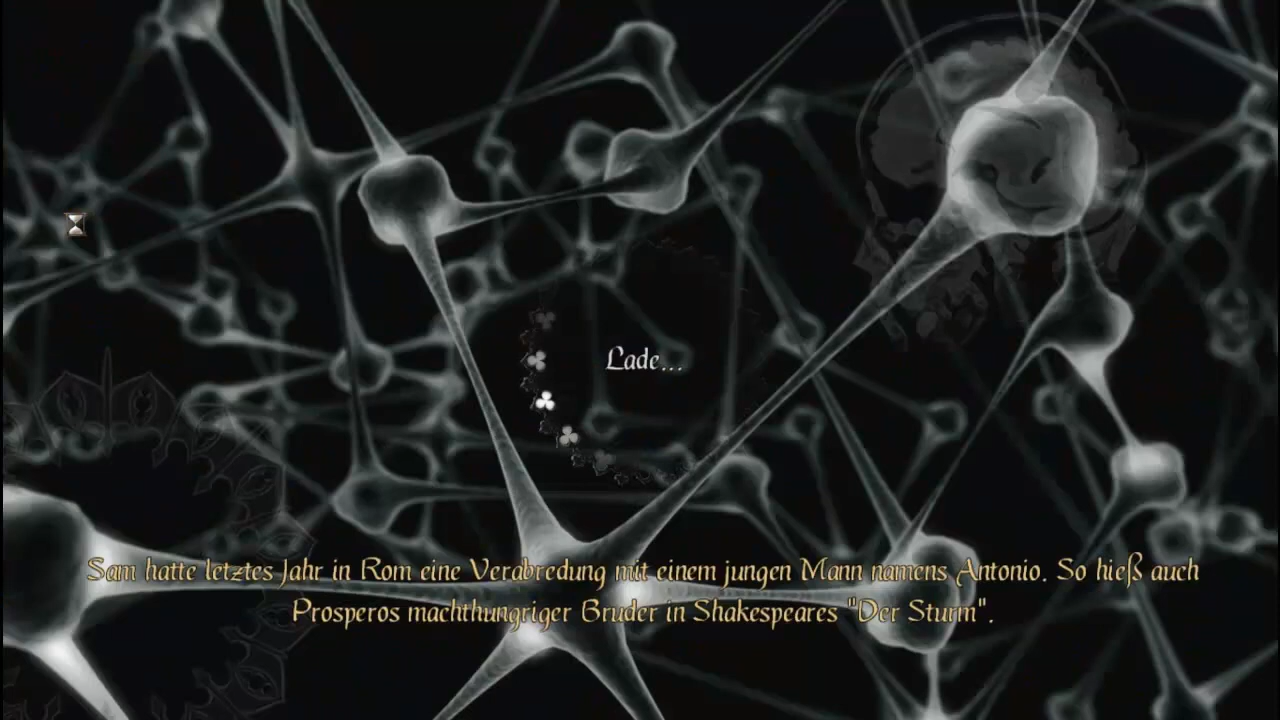 Lade...
Sam hatte letztes Jahr in Rom eine Verabredung mit einem jungen Mann namens Antonio. So hieß auch
Prosperos machthungriger Bruder in Shakespeares "Der Sturm".